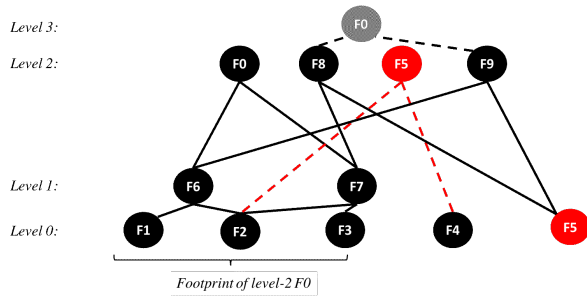 Level 3: F0
Level 2: F0 F8 F5 F9
Level 1: F6 F7
Level 0: F1 F2 F3 F4 F5
Footprint of level-2 F0